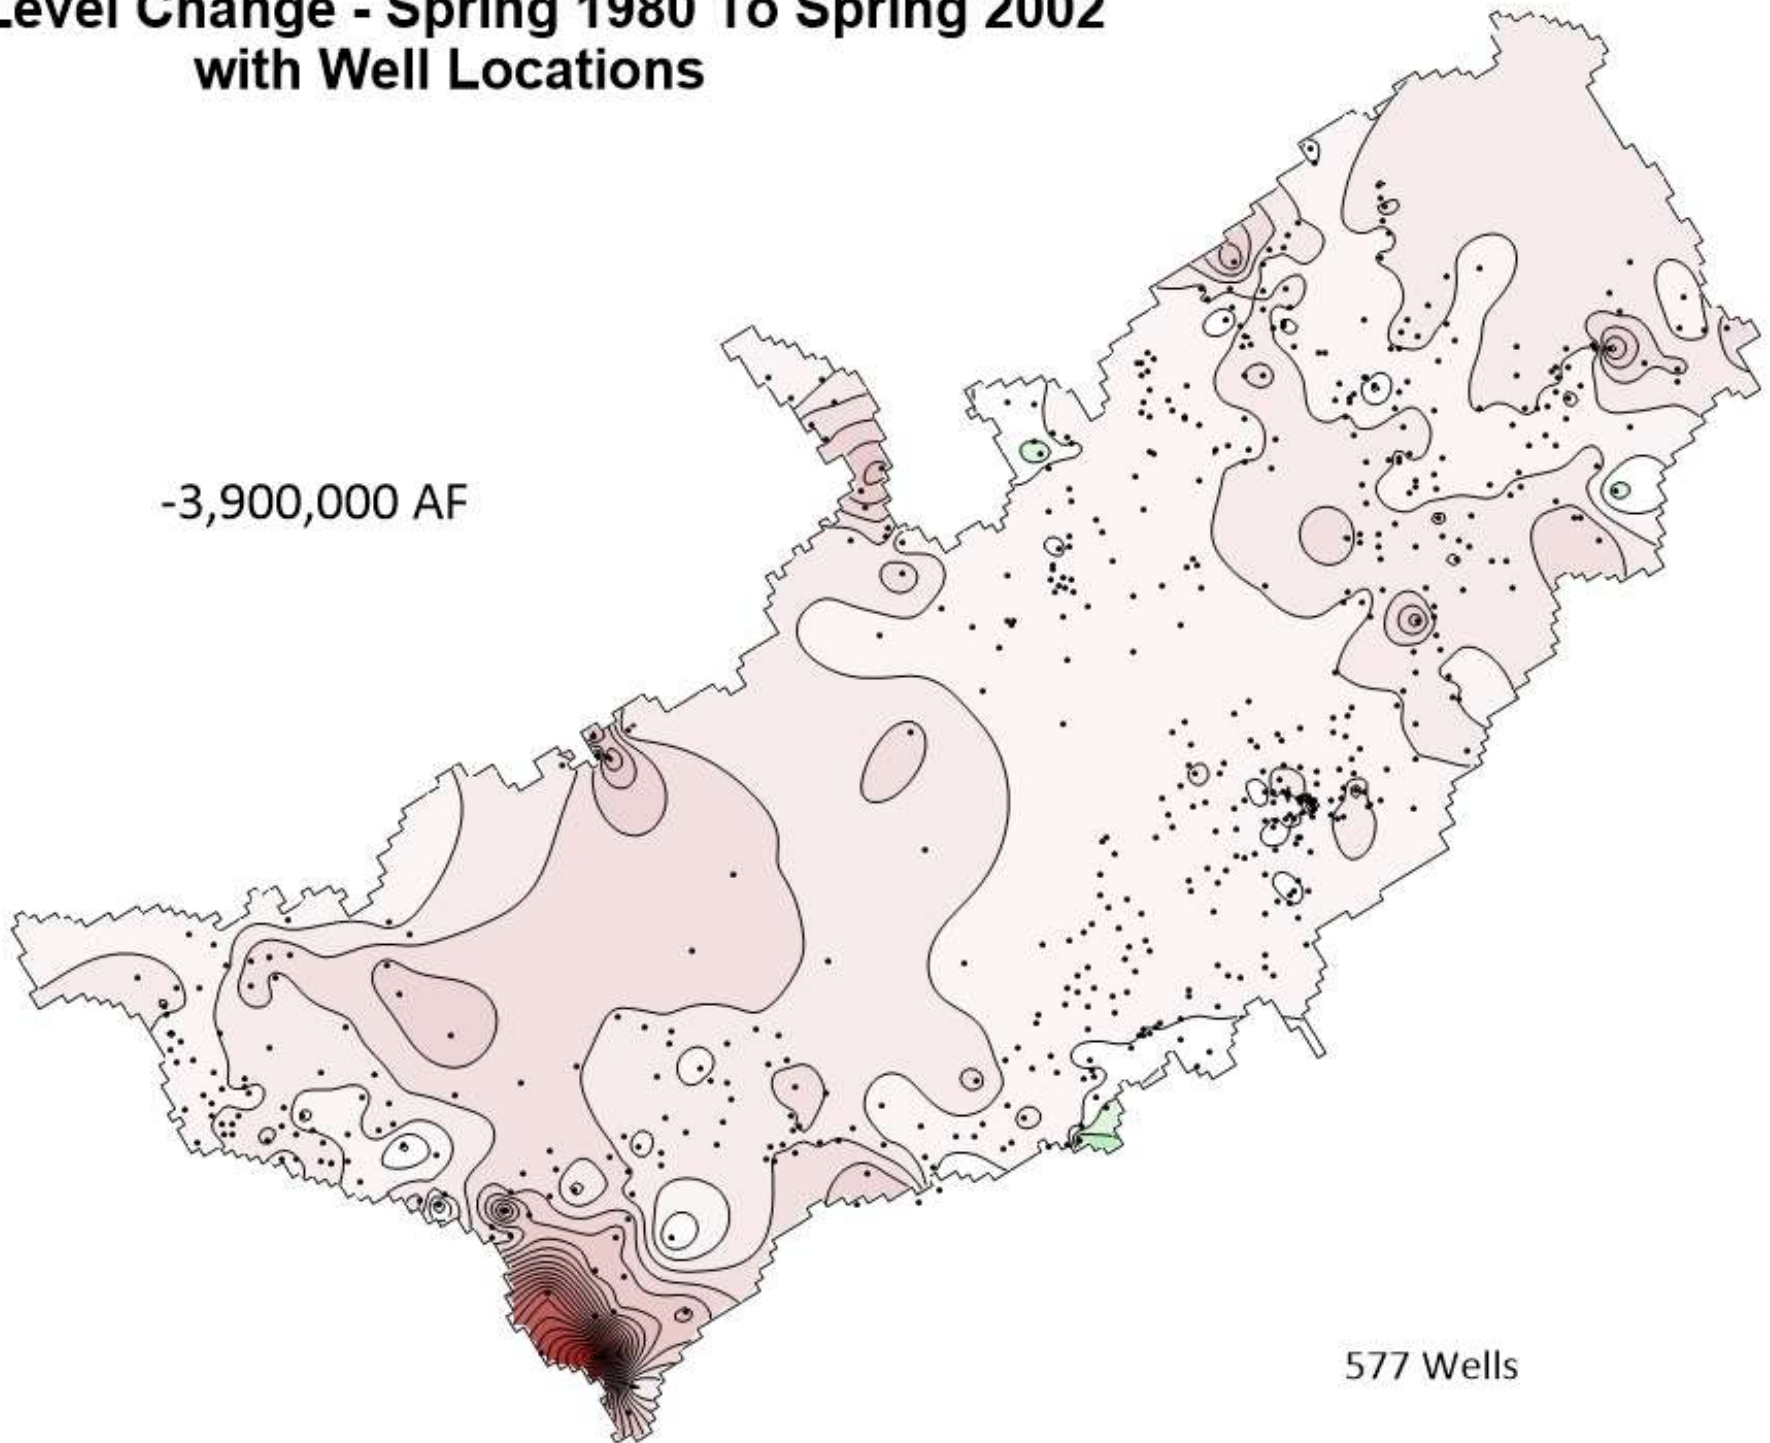 Level Change - Spring 1980 To Spring 2002
with Well Locations
-3,900,000 AF
577 Wells